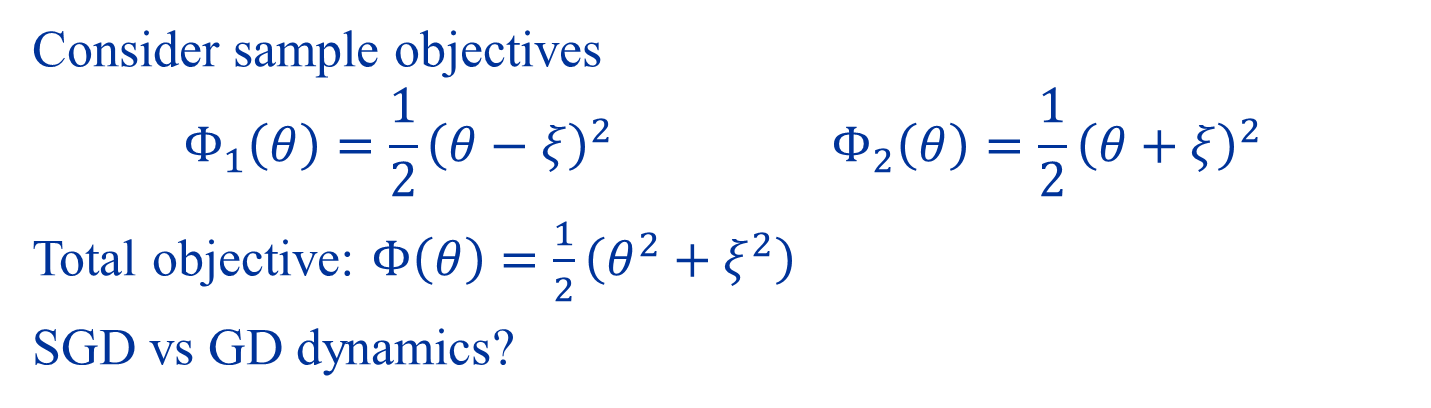 Consider sample objectives
Φ₁(θ) = 1/2 (θ − ξ)² Φ₂(θ) = 1/2 (θ + ξ)²
Total objective: Φ(θ) = 1/2 (θ² + ξ²)
SGD vs GD dynamics?